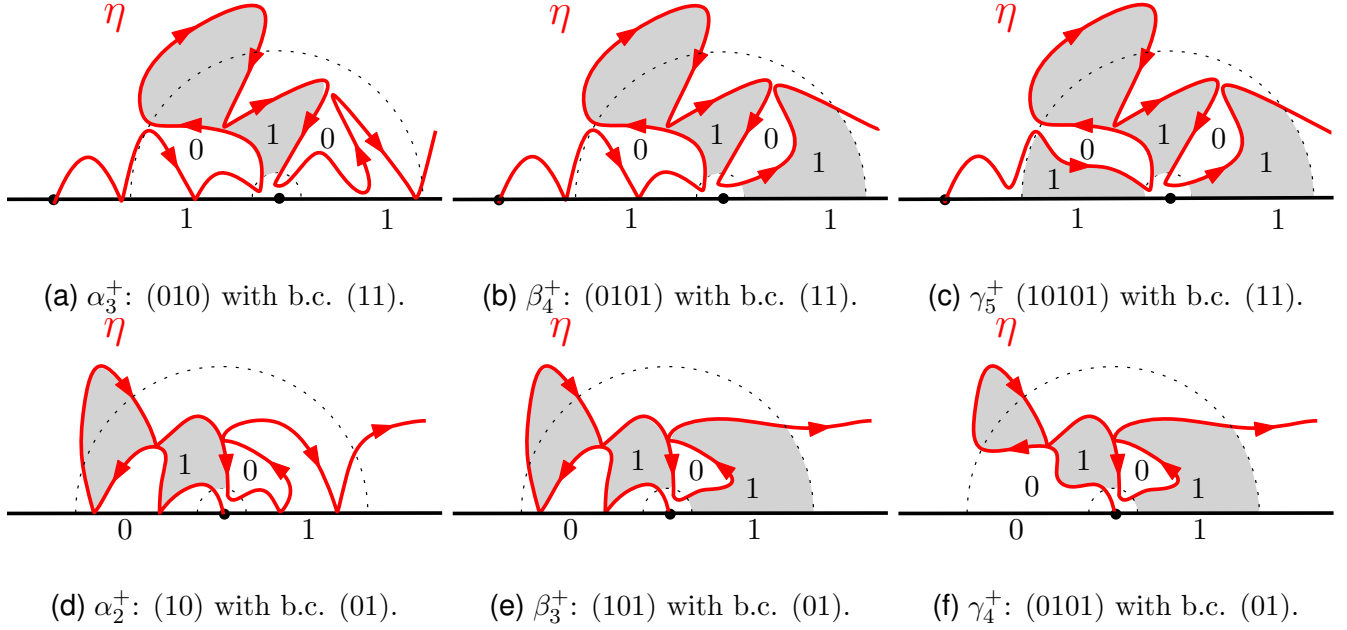 η η η
0 1 0 0 1 0 1 1 0 1 0 1
1 1 1 1 1 1
(a) α₃⁺: (010) with b.c. (11). (b) β₄⁺: (0101) with b.c. (11). (c) γ₅⁺ (10101) with b.c. (11).
η η η
1 0 1 0 1 0 1 0 1
0 1 0 1 1
(d) α₂⁺: (10) with b.c. (01). (e) β₃⁺: (101) with b.c. (01). (f) γ₄⁺: (0101) with b.c. (01).